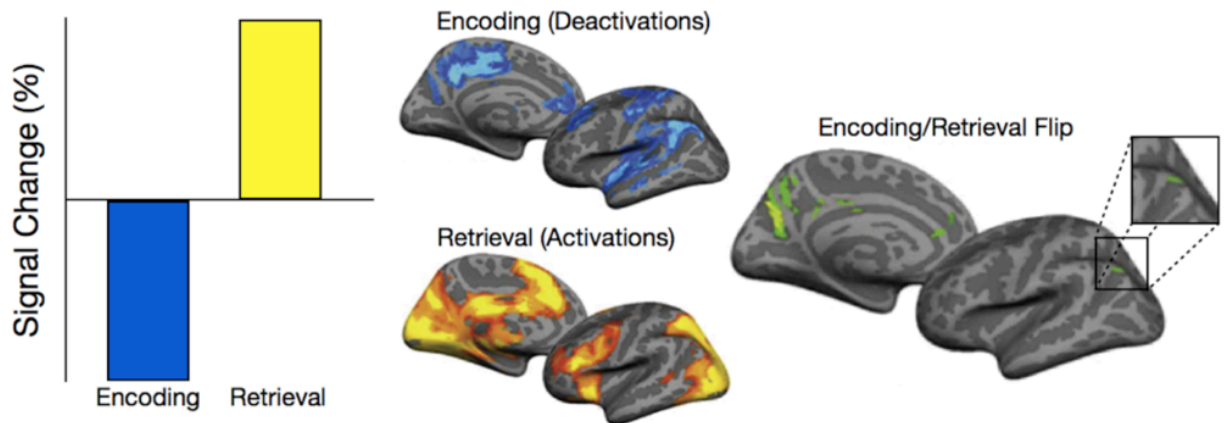 Signal Change (%)
Encoding
Retrieval
Encoding (Deactivations)
Retrieval (Activations)
Encoding/Retrieval Flip